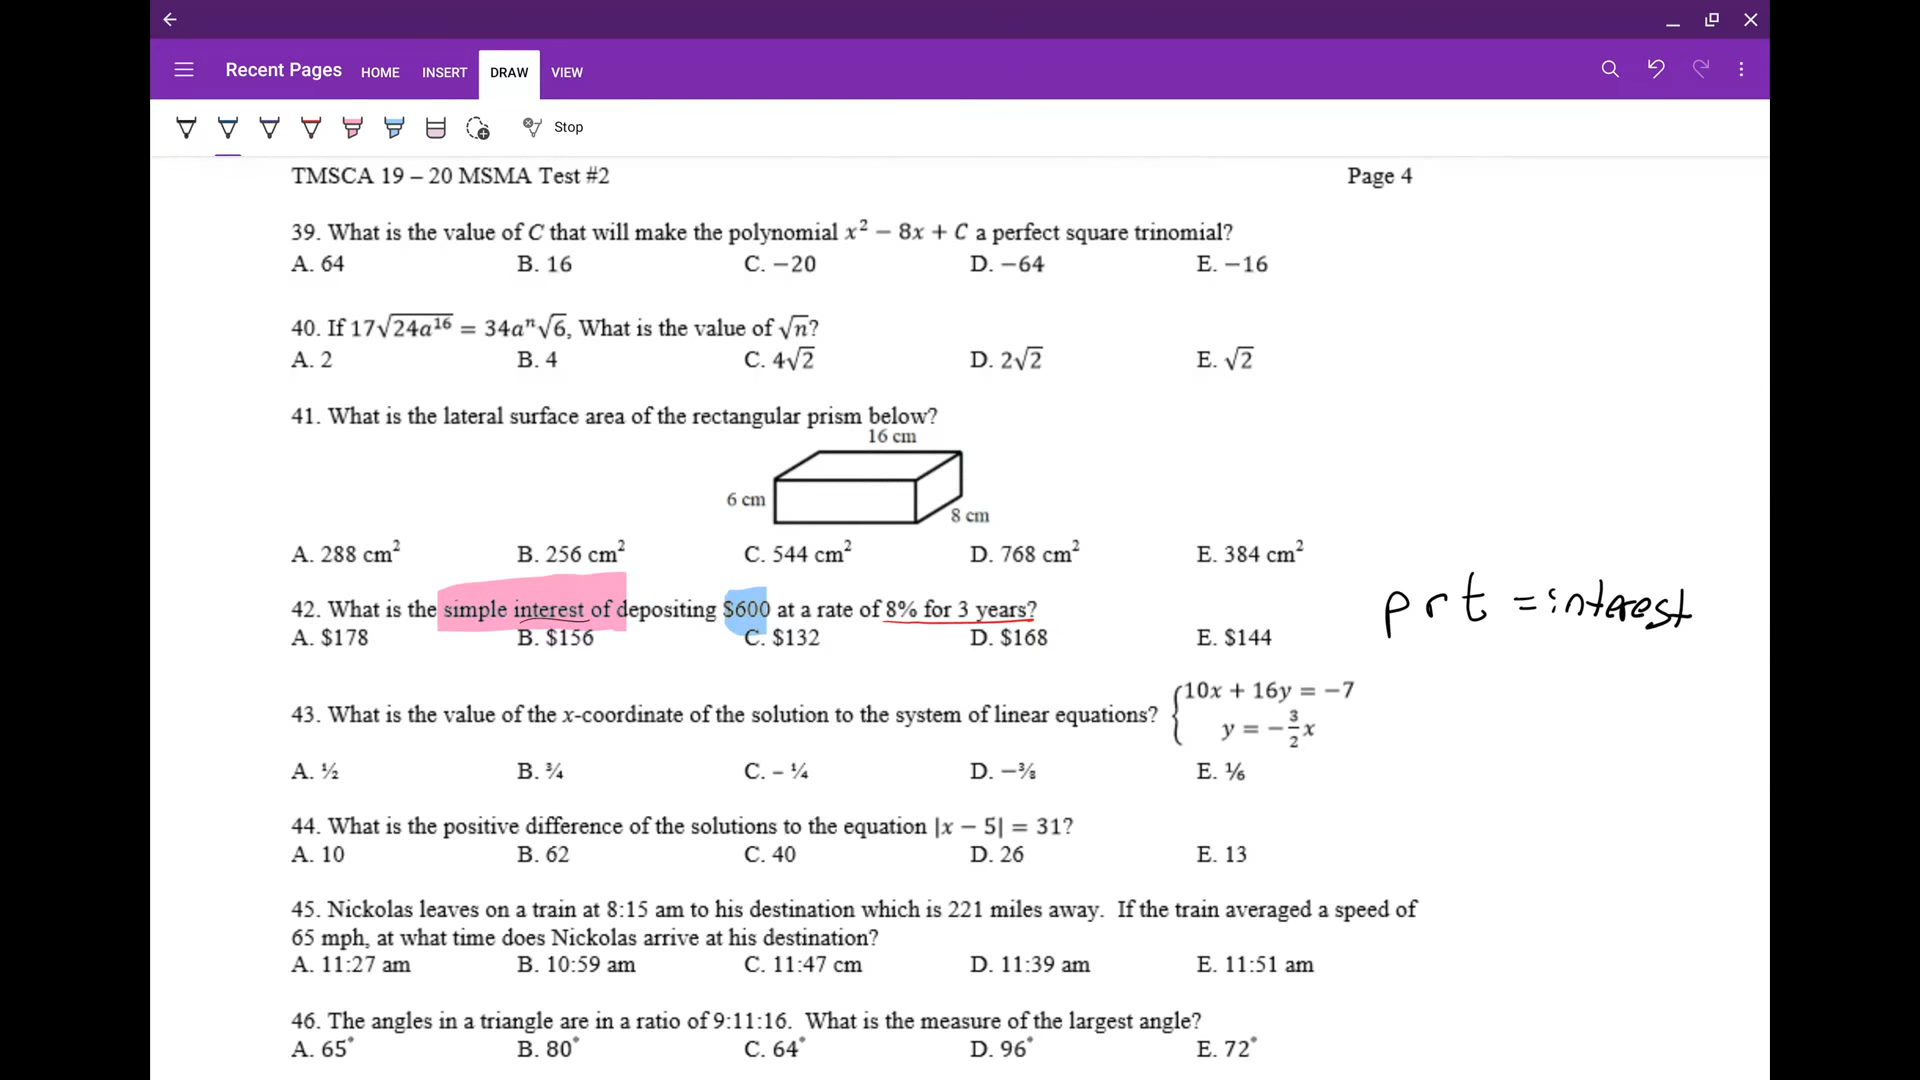 Recent Pages HOME INSERT DRAW VIEW
Stop
TMSCA 19 – 20 MSMA Test #2 Page 4
39. What is the value of C that will make the polynomial x² − 8x + C a perfect square trinomial?
A. 64 B. 16 C. −20 D. −64 E. −16
40. If 17√24a¹⁶ = 34aⁿ√6, What is the value of √n?
A. 2 B. 4 C. 4√2 D. 2√2 E. √2
41. What is the lateral surface area of the rectangular prism below?
16 cm
6 cm
8 cm
A. 288 cm² B. 256 cm² C. 544 cm² D. 768 cm² E. 384 cm²
42. What is the simple interest of depositing $600 at a rate of 8% for 3 years?
prt = interest
A. $178 B. $156 C. $132 D. $168 E. $144
43. What is the value of the x-coordinate of the solution to the system of linear equations? {10x + 16y = −7
y = −3/2x
A. ½ B. ¾ C. – ¼ D. −⅜ E. ⅙
44. What is the positive difference of the solutions to the equation |x − 5| = 31?
A. 10 B. 62 C. 40 D. 26 E. 13
45. Nickolas leaves on a train at 8:15 am to his destination which is 221 miles away. If the train averaged a speed of
65 mph, at what time does Nickolas arrive at his destination?
A. 11:27 am B. 10:59 am C. 11:47 cm D. 11:39 am E. 11:51 am
46. The angles in a triangle are in a ratio of 9:11:16. What is the measure of the largest angle?
A. 65° B. 80° C. 64° D. 96° E. 72°